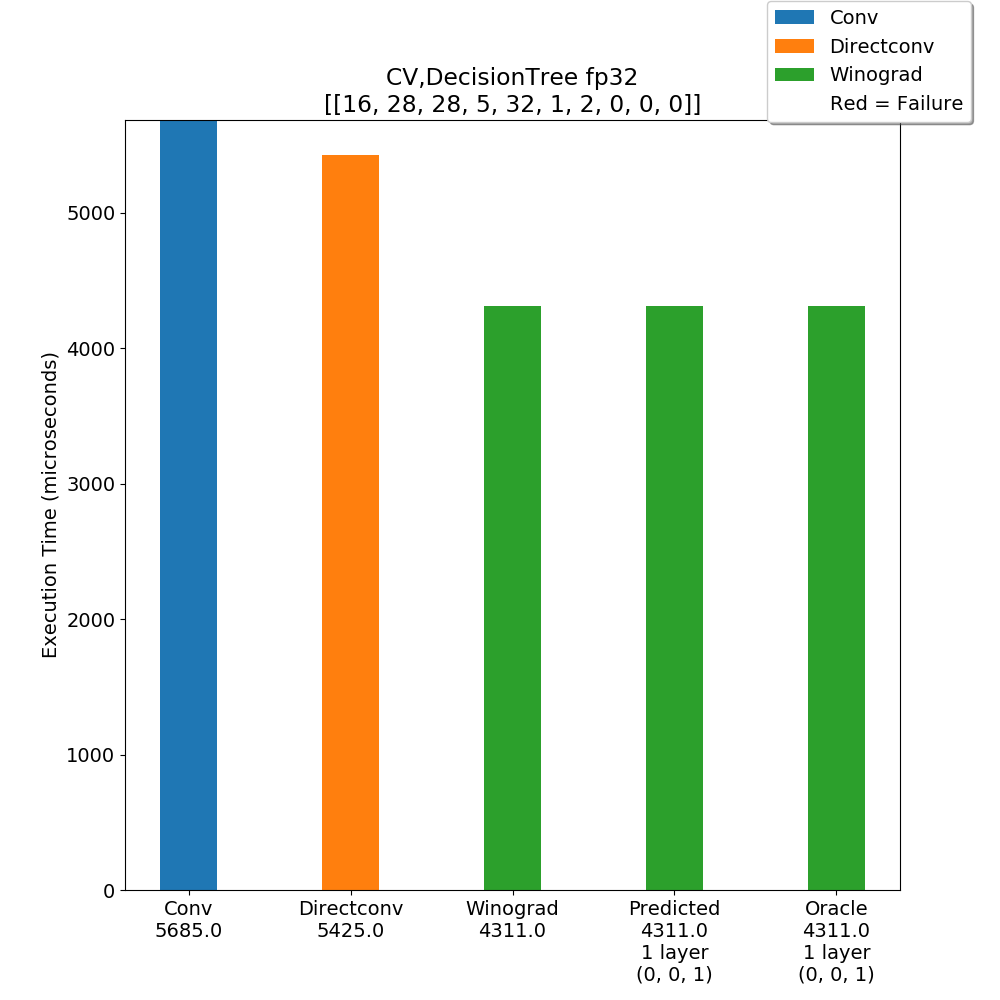 Conv
Directconv
Winograd
Red = Failure
CV,DecisionTree fp32
[[16, 28, 28, 5, 32, 1, 2, 0, 0, 0]]
Execution Time (microseconds)
5000
4000
3000
2000
1000
0
Conv
5685.0
Directconv
5425.0
Winograd
4311.0
Predicted
4311.0
1 layer
(0, 0, 1)
Oracle
4311.0
1 layer
(0, 0, 1)